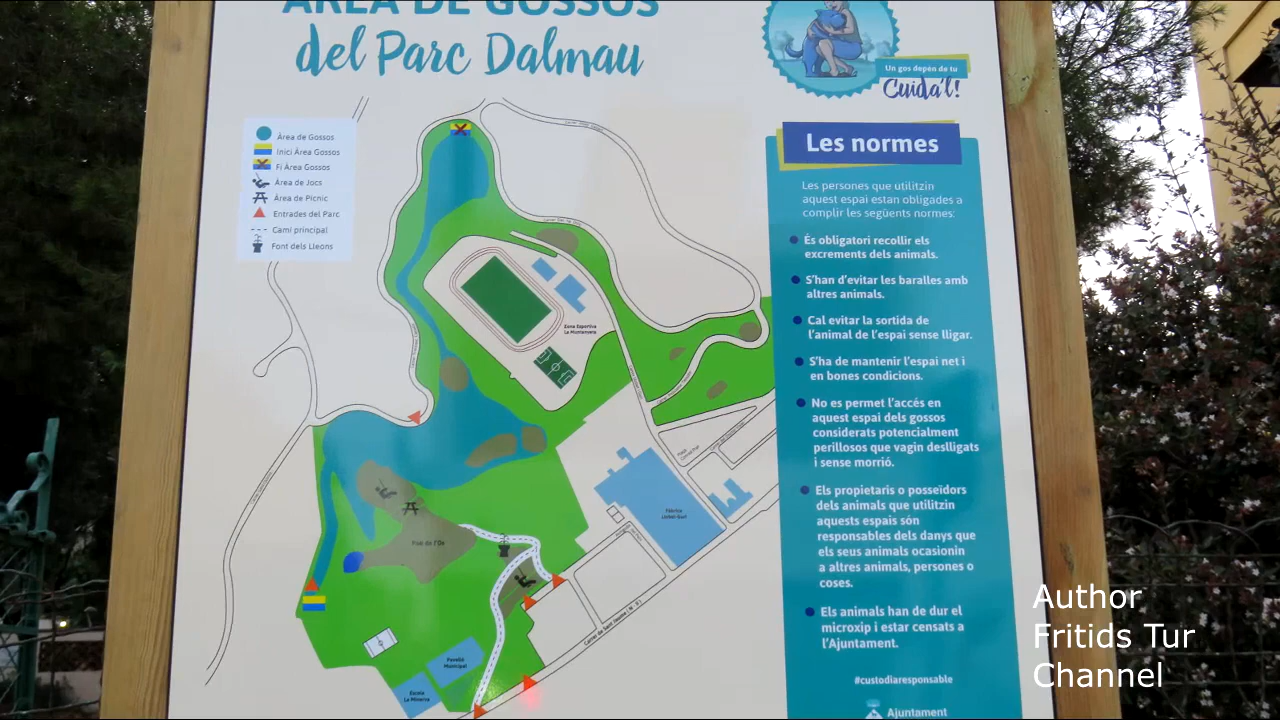 ÀREA DE GOSSOS
del Parc Dalmau
Un gos depèn de tu
Cuida'l!
Àrea de Gossos
Inici Àrea Gossos
Fi Àrea Gossos
Àrea de Jocs
Àrea de Pícnic
Entrades del Parc
Camí principal
Font dels Lleons
Zona Esportiva
La Muntanyeta
Parc de l'Oix
Fàbrica
Pavelló
Municipal
Escola
La Minerva
Les normes
Les persones que utilitzin
aquest espai estan obligades a
complir les següents normes:
És obligatori recollir els
excrements dels animals.
S'han d'evitar les baralles amb
altres animals.
Cal evitar la sortida de
l'animal de l'espai sense lligar.
S'ha de mantenir l'espai net i
en bones condicions.
No es permet l'accés en
aquest espai dels gossos
considerats potencialment
perillosos que vagin deslligats
i sense morrió.
Els propietaris o posseïdors
dels animals que utilitzin
aquests espais són
responsables dels danys que
els seus animals ocasionin
a altres animals, persones o
coses.
Els animals han de dur el
microxip i estar censats a
l'Ajuntament.
#custodiaresponsable
Ajuntament
Author
Fritids Tur
Channel